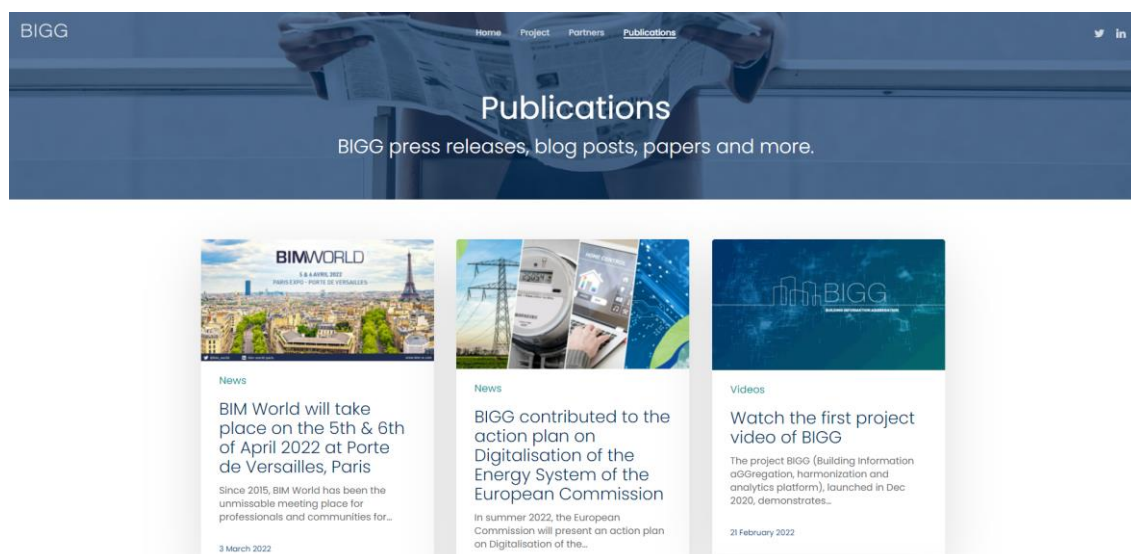 BIGG
Home Project Partners Publications
Publications
BIGG press releases, blog posts, papers and more.
BIMWORLD
5 & 6 AVRIL 2022
PARIS EXPO - PORTE DE VERSAILLES
HOME CONTROL
BIGG
BUILDING INFORMATION AGGREGATION
News
BIM World will take
place on the 5th & 6th
of April 2022 at Porte
de Versailles, Paris
Since 2015, BIM World has been the
unmissable meeting place for
professionals and communities for...
3 March 2022
News
BIGG contributed to the
action plan on
Digitalisation of the
Energy System of the
European Commission
In summer 2022, the European
Commission will present an action plan
on Digitalisation of the...
Videos
Watch the first project
video of BIGG
The project BIGG (Building Information
aGGregation, harmonization and
analytics platform), launched in Dec
2020, demonstrates...
21 February 2022